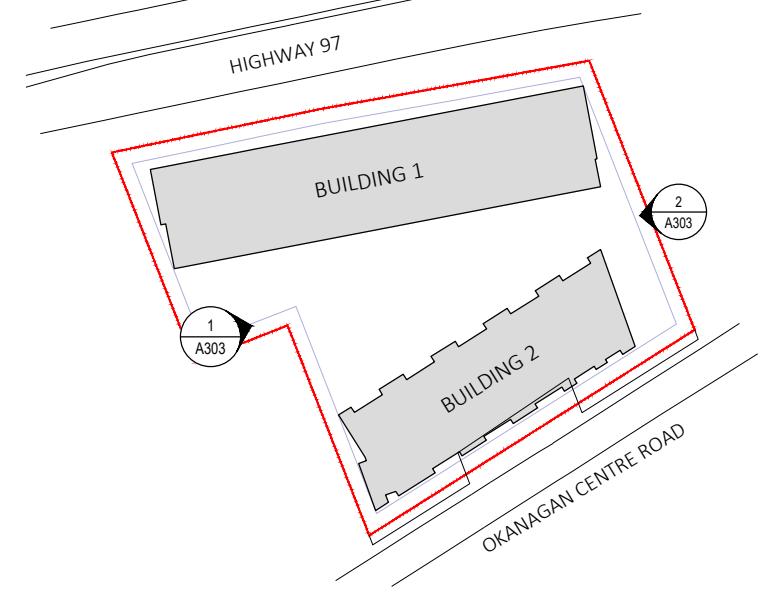 HIGHWAY 97
BUILDING 1
2
A303
1
A303
BUILDING 2
OKANAGAN CENTRE ROAD